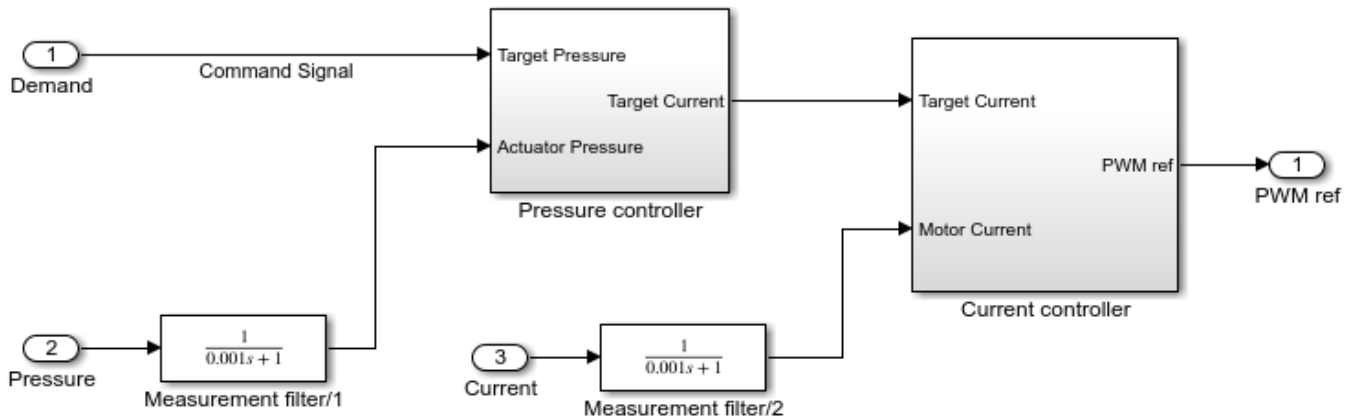 1
Demand
Command Signal
Target Pressure
Target Current
Actuator Pressure
Pressure controller
Target Current
PWM ref
Motor Current
Current controller
1
PWM ref
2
Pressure
1
0.001s + 1
Measurement filter/1
3
Current
1
0.001s + 1
Measurement filter/2